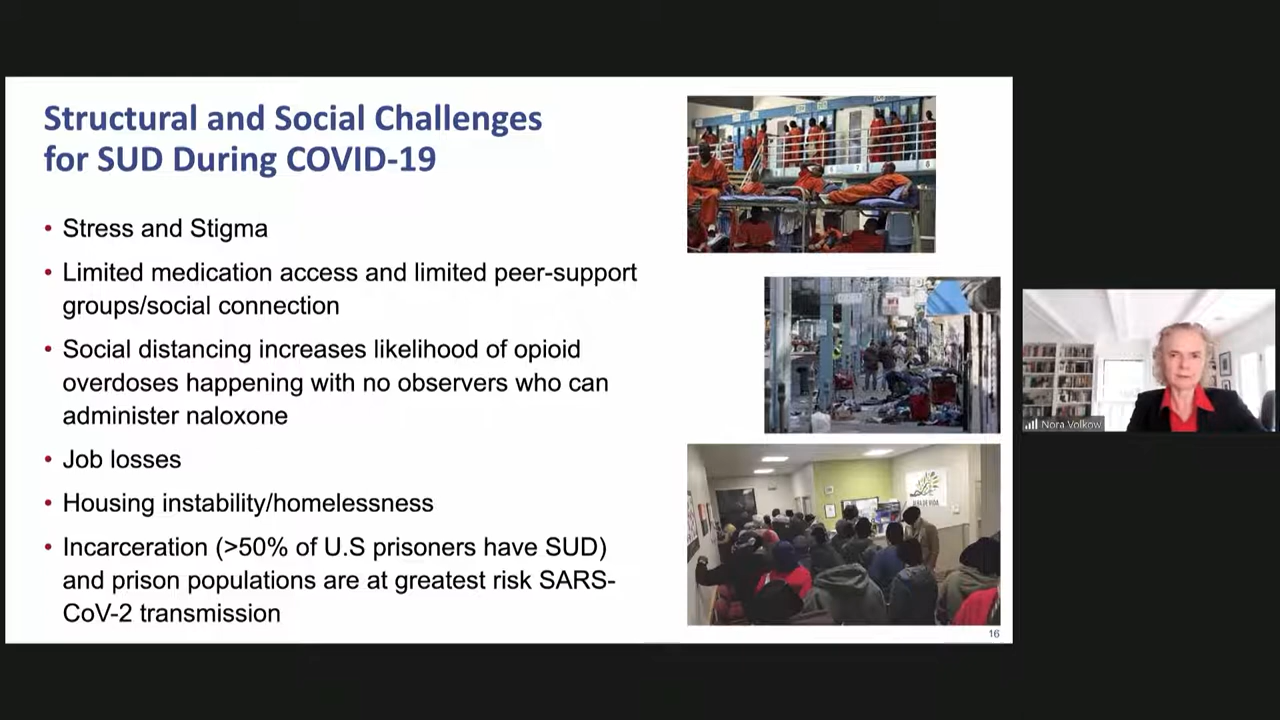 Structural and Social Challenges
for SUD During COVID-19
• Stress and Stigma
• Limited medication access and limited peer-support
groups/social connection
• Social distancing increases likelihood of opioid
overdoses happening with no observers who can
administer naloxone
• Job losses
• Housing instability/homelessness
• Incarceration (>50% of U.S prisoners have SUD)
and prison populations are at greatest risk SARS-
CoV-2 transmission
16
Nora Volkow